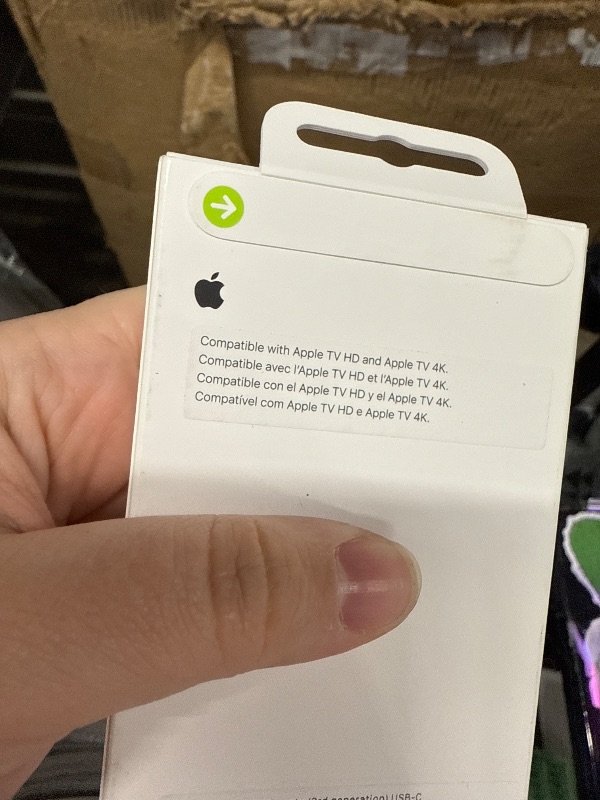 Compatible with Apple TV HD and Apple TV 4K.
Compatible avec l'Apple TV HD et l'Apple TV 4K.
Compatible con el Apple TV HD y el Apple TV 4K.
Compatível com Apple TV HD e Apple TV 4K.
generation) USB-C